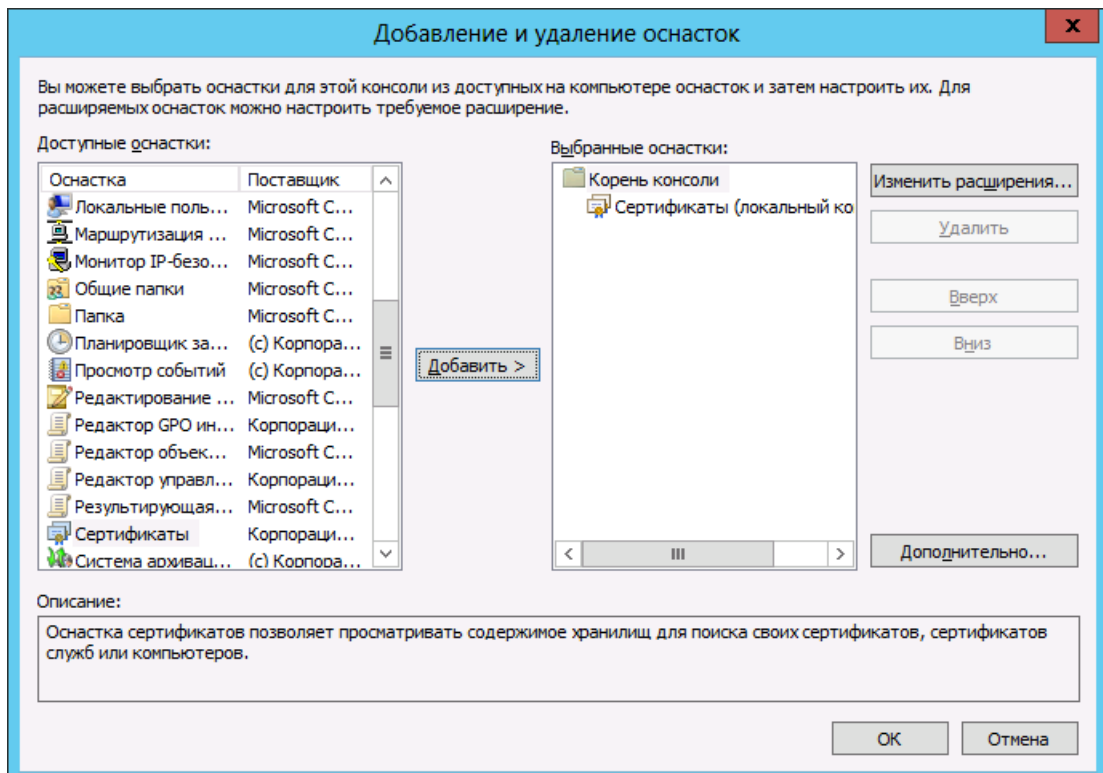 Добавление и удаление оснасток
x
Вы можете выбрать оснастки для этой консоли из доступных на компьютере оснасток и затем настроить их. Для
расширяемых оснасток можно настроить требуемое расширение.
Доступные оснастки:
Оснастка Поставщик
Локальные поль... Microsoft C...
Маршрутизация ... Microsoft C...
Монитор IP-безо... Microsoft C...
Общие папки Microsoft C...
Папка Microsoft C...
Планировщик за... (c) Корпора...
Просмотр событий (c) Корпора...
Редактирование ... Microsoft C...
Редактор GPO ин... Корпораци...
Редактор объек... Microsoft C...
Редактор управл... Корпораци...
Результирующая... Microsoft C...
Сертификаты Корпораци...
Система архивац... (c) Корпора...
Добавить >
Выбранные оснастки:
Корень консоли
Сертификаты (локальный ко
Изменить расширения...
Удалить
Вверх
Вниз
Дополнительно...
Описание:
Оснастка сертификатов позволяет просматривать содержимое хранилищ для поиска своих сертификатов, сертификатов
служб или компьютеров.
ОК
Отмена